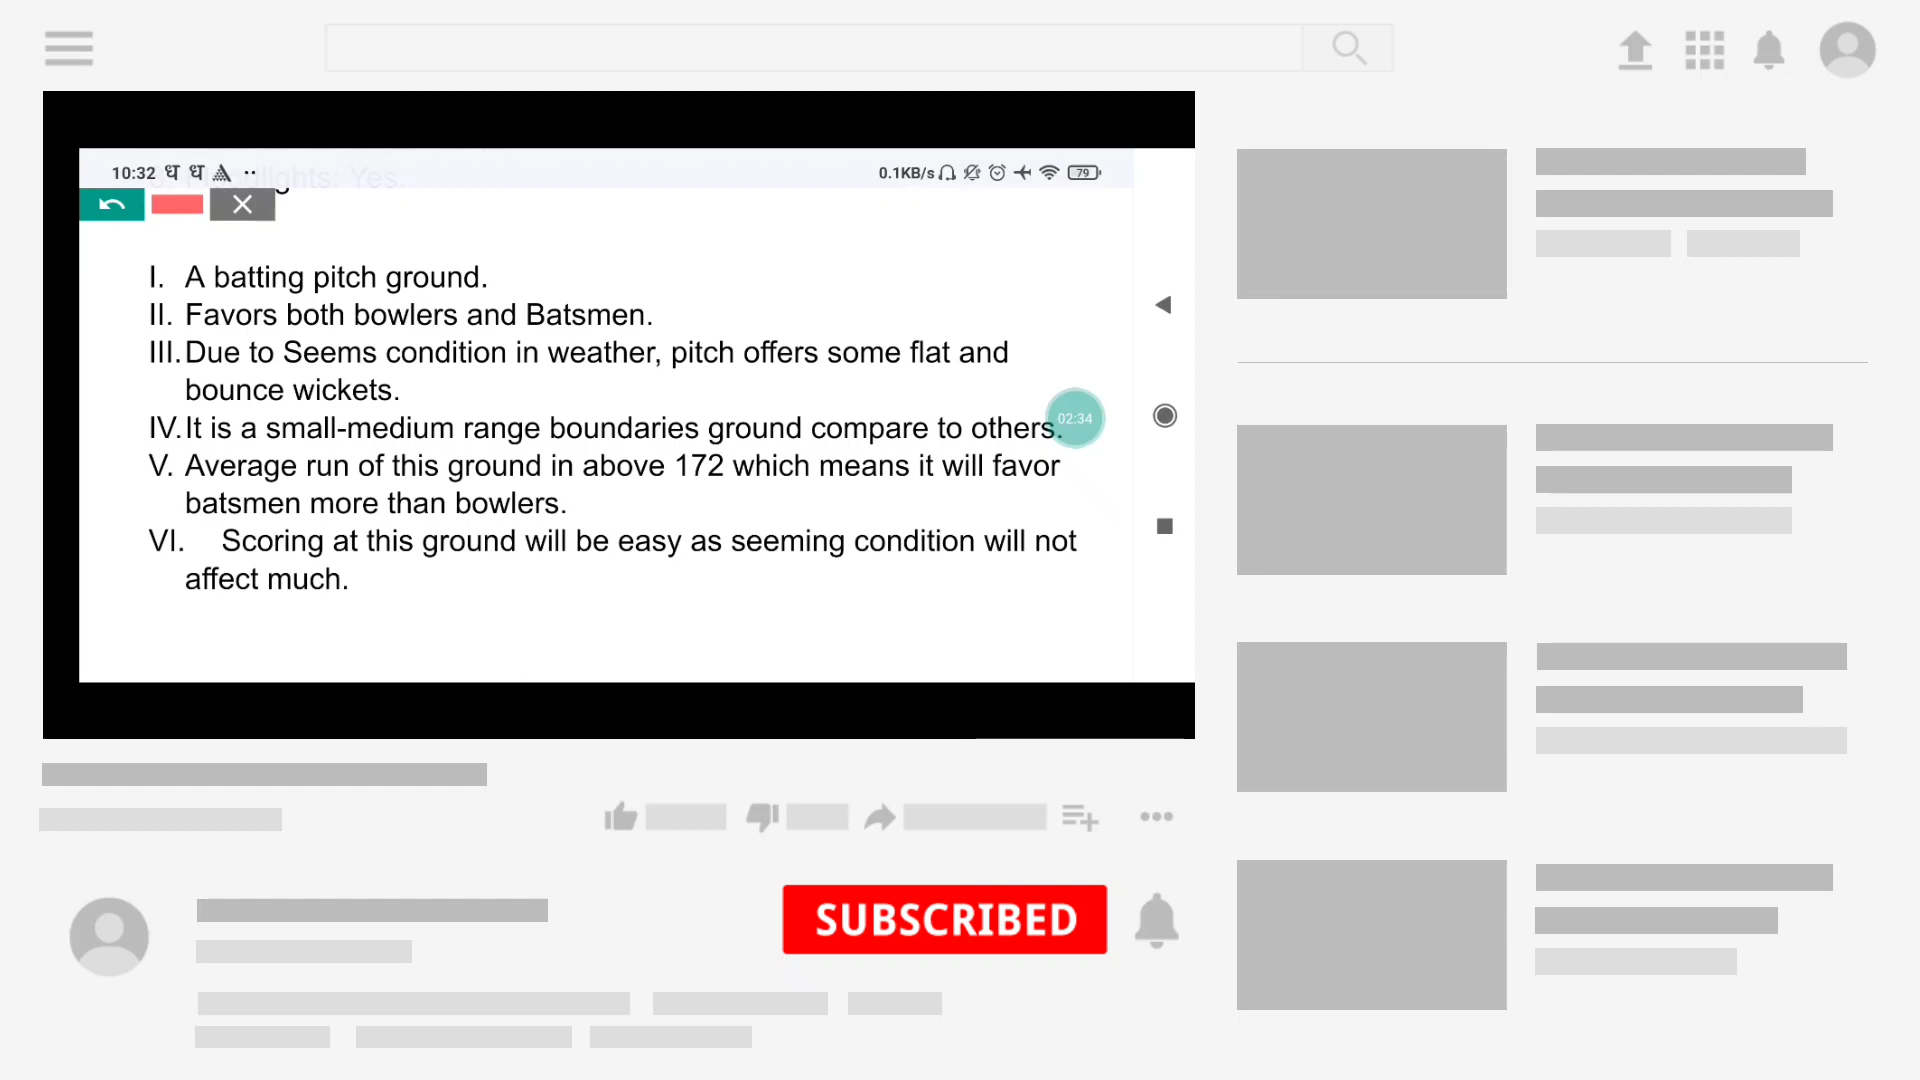 10:32 ध ध 0.1KB/s 79
lights: Yes.
I. A batting pitch ground.
II. Favors both bowlers and Batsmen.
III. Due to Seems condition in weather, pitch offers some flat and
bounce wickets.
IV. It is a small-medium range boundaries ground compare to others.
02:34
V. Average run of this ground in above 172 which means it will favor
batsmen more than bowlers.
VI. Scoring at this ground will be easy as seeming condition will not
affect much.
SUBSCRIBED